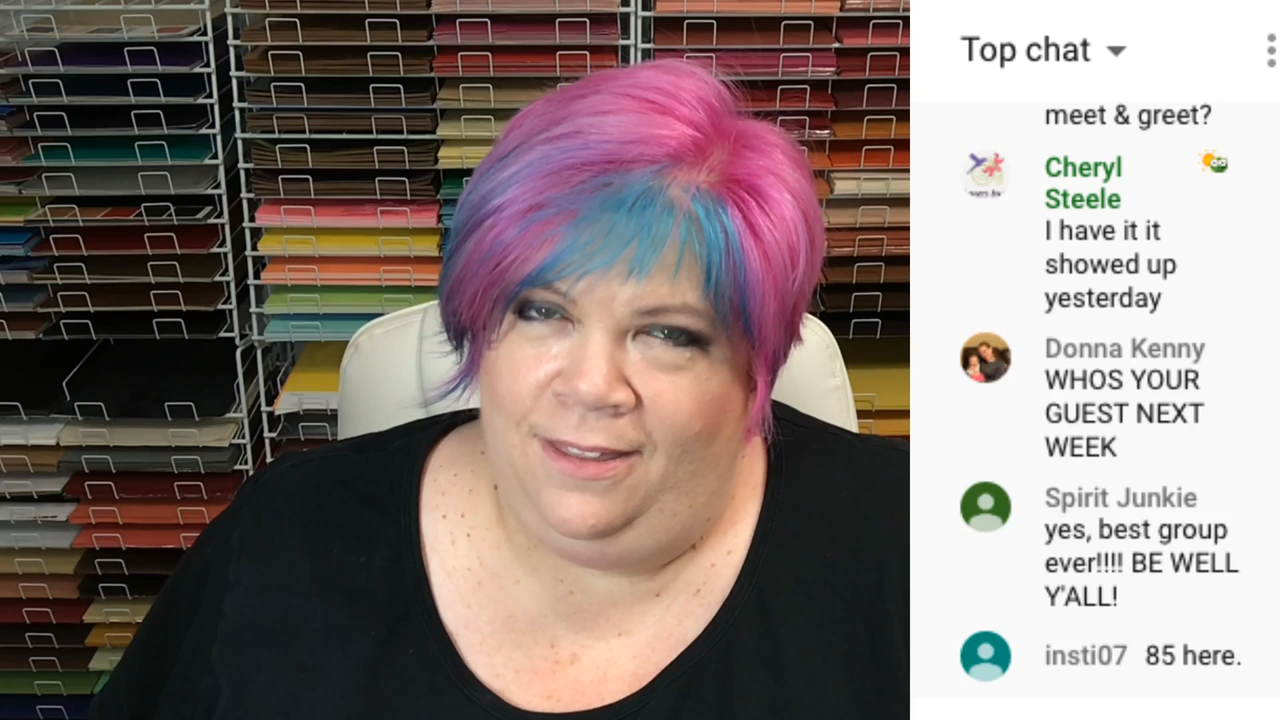 Top chat
meet & greet?
Cheryl
Steele
I have it it
showed up
yesterday
Donna Kenny
WHOS YOUR
GUEST NEXT
WEEK
Spirit Junkie
yes, best group
ever!!!! BE WELL
Y'ALL!
insti07 85 here.